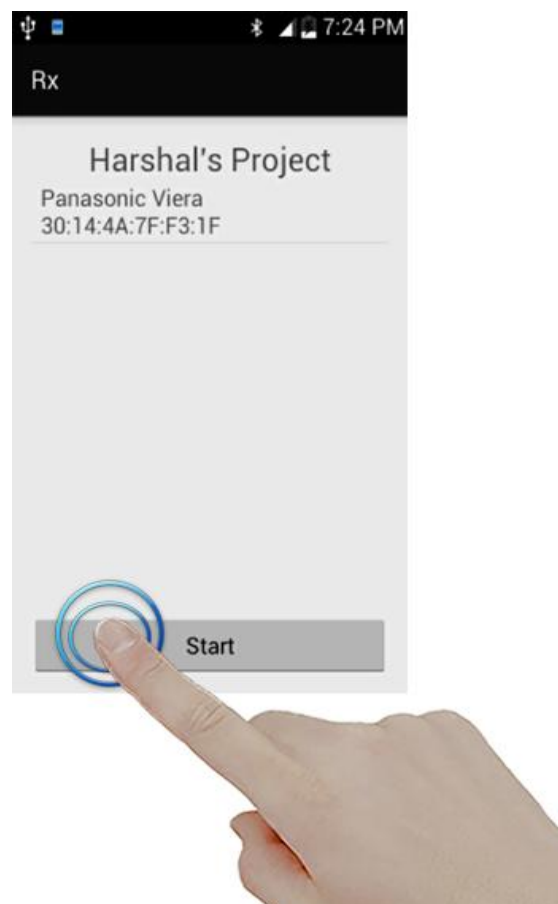 7:24 PM
Rx
Harshal's Project
Panasonic Viera
30:14:4A:7F:F3:1F
Start